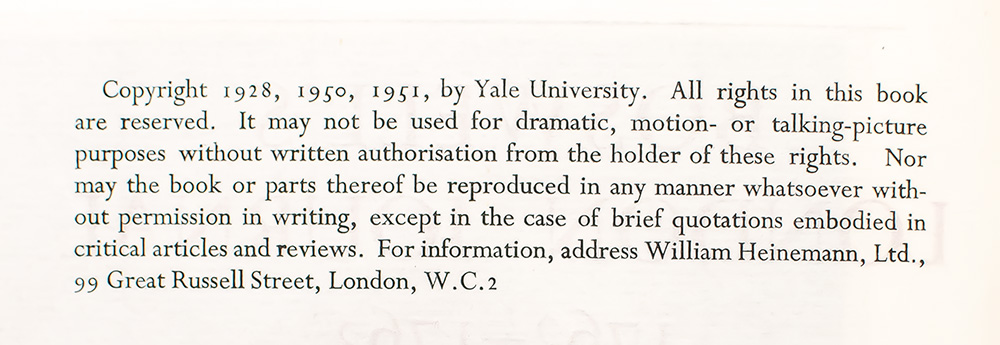 Copyright 1928, 1950, 1951, by Yale University. All rights in this book
are reserved. It may not be used for dramatic, motion- or talking-picture
purposes without written authorisation from the holder of these rights. Nor
may the book or parts thereof be reproduced in any manner whatsoever with-
out permission in writing, except in the case of brief quotations embodied in
critical articles and reviews. For information, address William Heinemann, Ltd.,
99 Great Russell Street, London, W.C.2